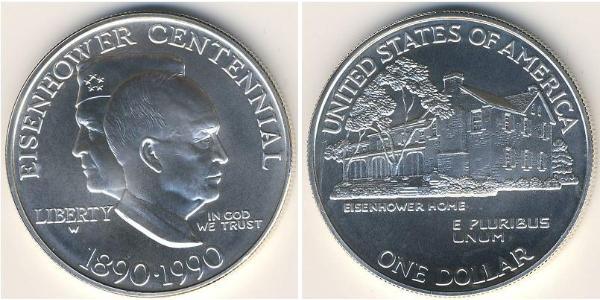 EISENHOWER CENTENNIAL
LIBERTY
W
IN GOD
WE TRUST
1890·1990
UNITED STATES OF AMERICA
EISENHOWER HOME
E PLURIBUS
UNUM
ONE DOLLAR